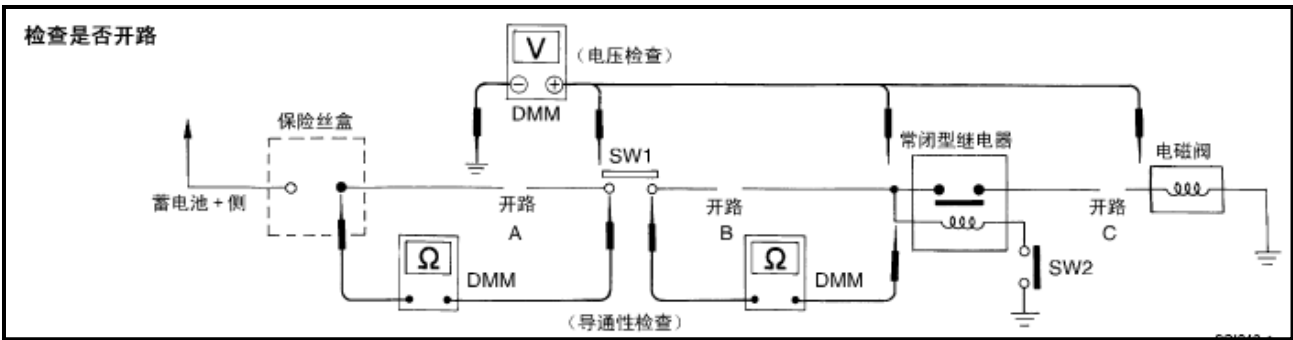 检查是否开路
V
（电压检查）
DMM
保险丝盒
SW1
常闭型继电器
电磁阀
蓄电池＋侧
开路
A
开路
B
开路
C
Ω
DMM
Ω
DMM
SW2
（导通性检查）